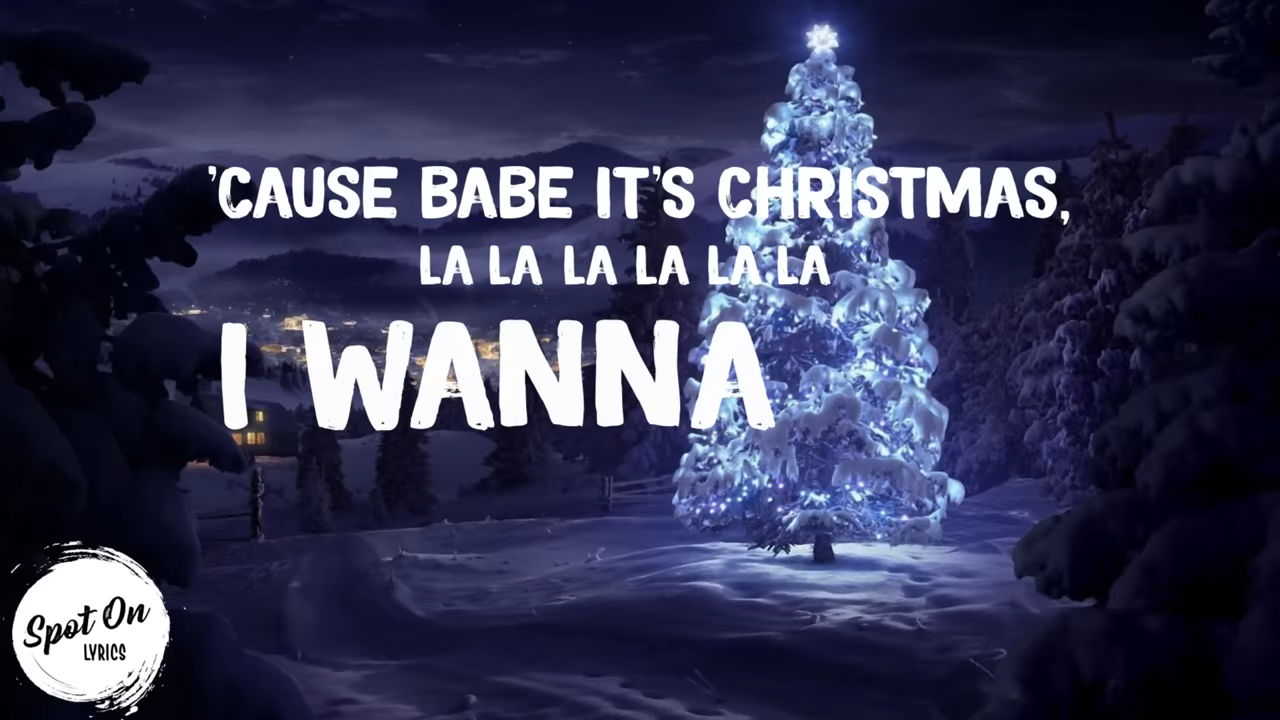 'CAUSE BABE IT'S CHRISTMAS,
LA LA LA LA LA LA
I WANNA
Spot On
LYRICS